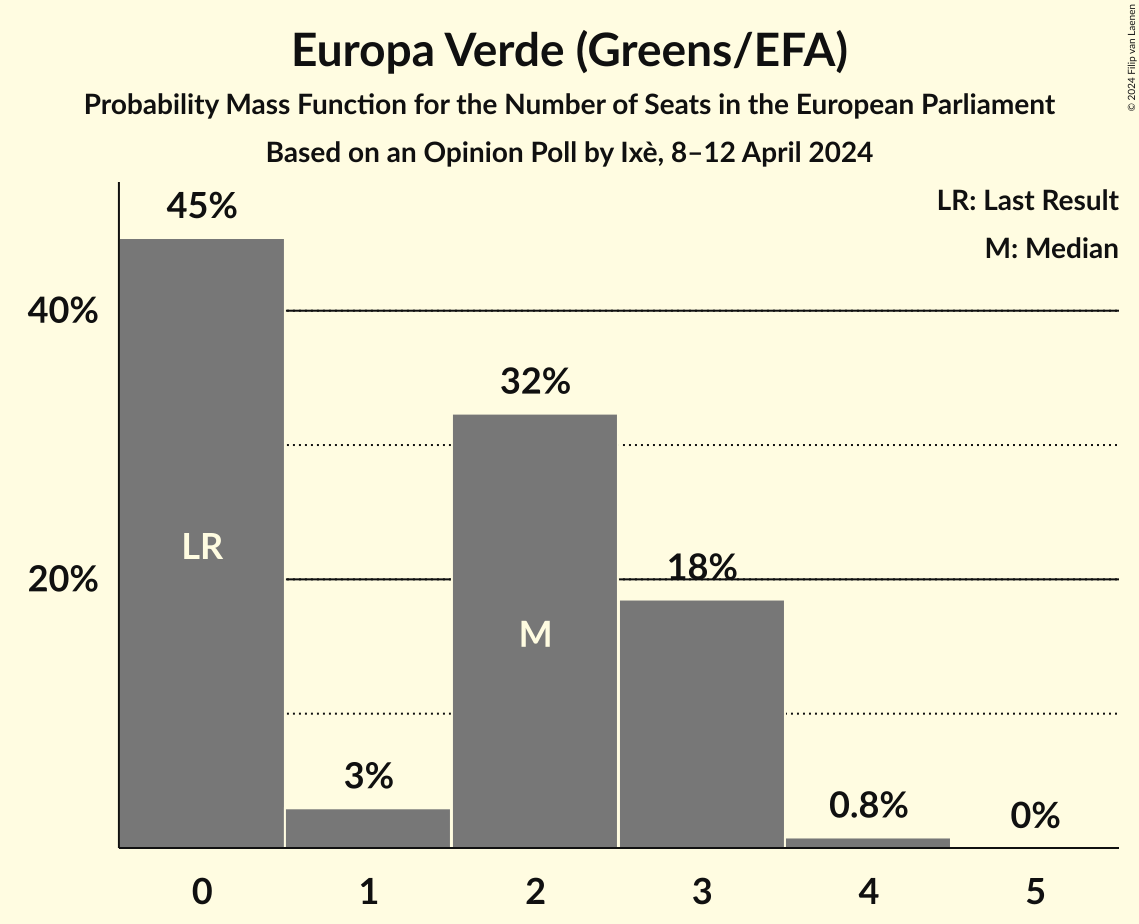 Europa Verde (Greens/EFA)
Probability Mass Function for the Number of Seats in the European Parliament
Based on an Opinion Poll by Ixè, 8–12 April 2024
© 2024 Filip van Laenen
LR: Last Result
M: Median
45%
40%
32%
LR
18%
20%
M
3%
0.8%
0%
0 1 2 3 4 5